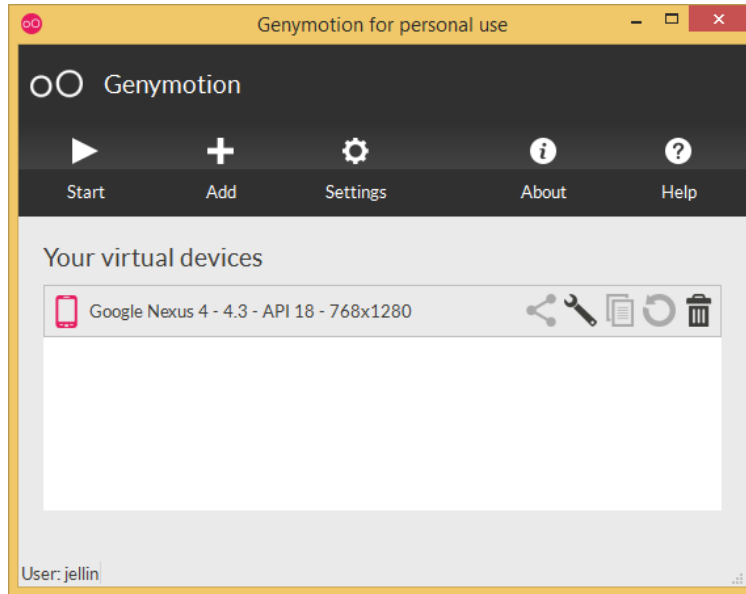 Genymotion for personal use
oO Genymotion
Start Add Settings About Help
Your virtual devices
Google Nexus 4 - 4.3 - API 18 - 768x1280
User: jellin